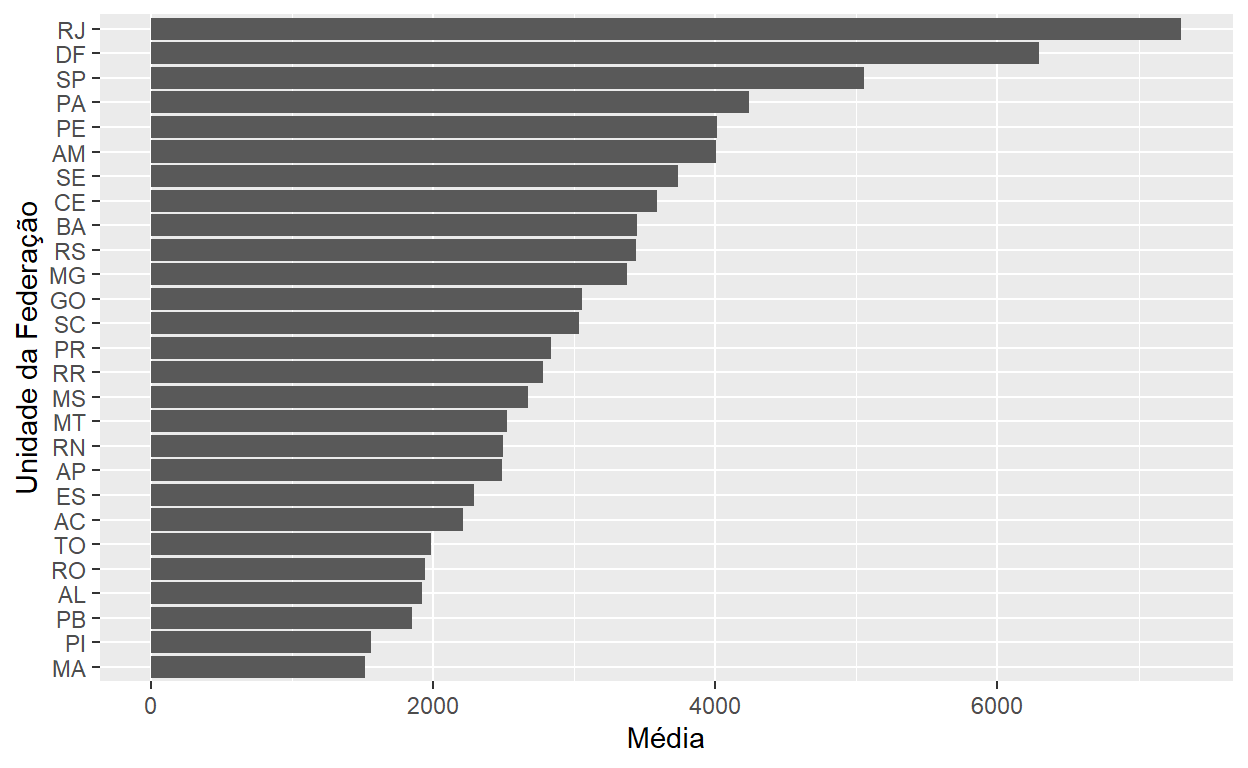 RJ
DF
SP
PA
PE
AM
SE
CE
BA
RS
MG
GO
SC
PR
RR
MS
MT
RN
AP
ES
AC
TO
RO
AL
PB
PI
MA
Unidade da Federação
0 2000 4000 6000
Média